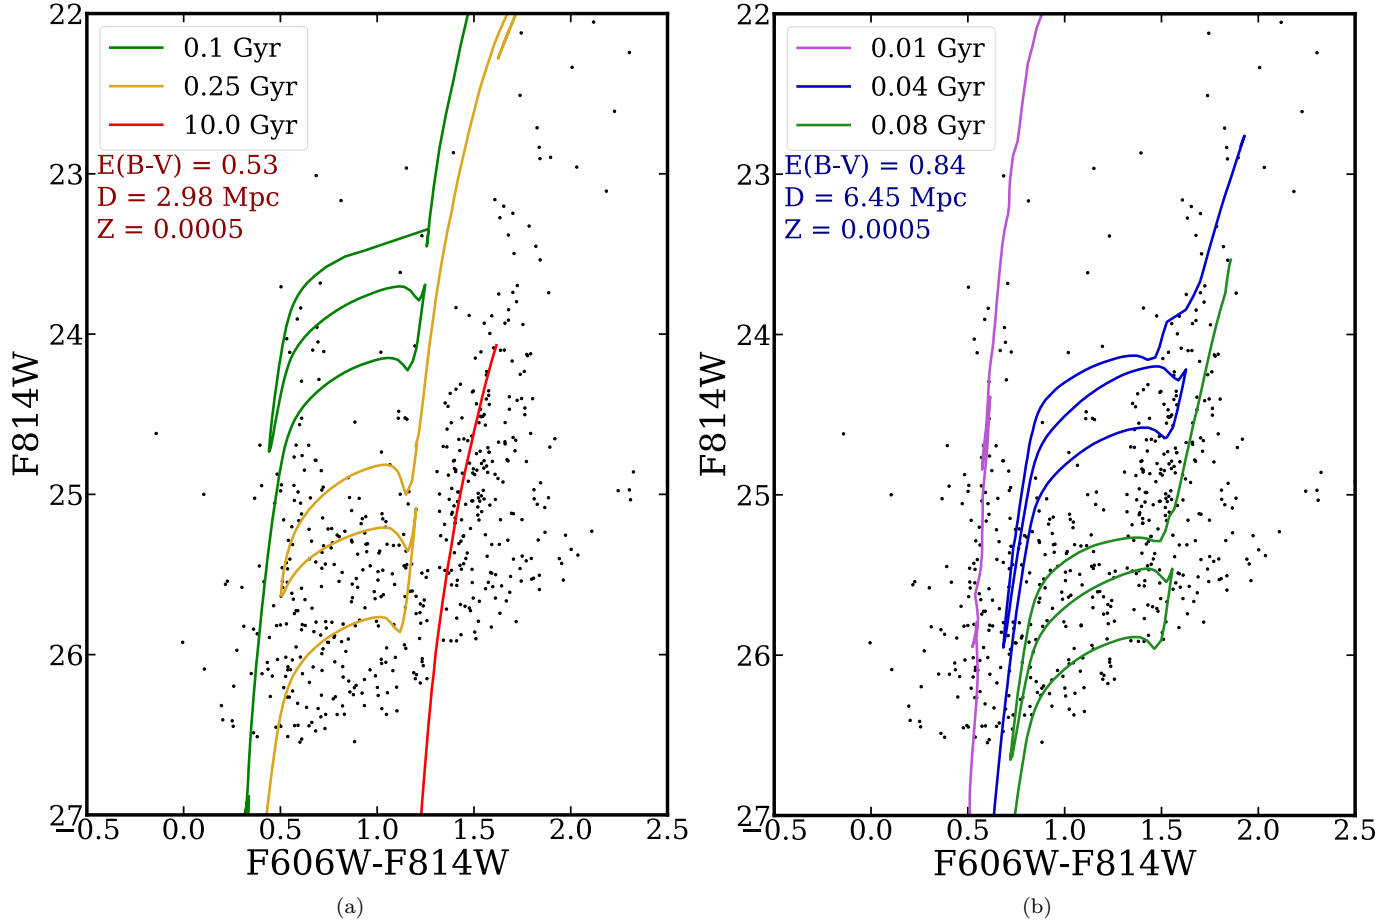 22
23
24
25
26
27
−0.5
0.0
0.5
1.0
1.5
2.0
2.5
F814W
F606W-F814W
0.1 Gyr
0.25 Gyr
10.0 Gyr
E(B-V) = 0.53
D = 2.98 Mpc
Z = 0.0005
(a)
22
23
24
25
26
27
−0.5
0.0
0.5
1.0
1.5
2.0
2.5
F814W
F606W-F814W
0.01 Gyr
0.04 Gyr
0.08 Gyr
E(B-V) = 0.84
D = 6.45 Mpc
Z = 0.0005
(b)